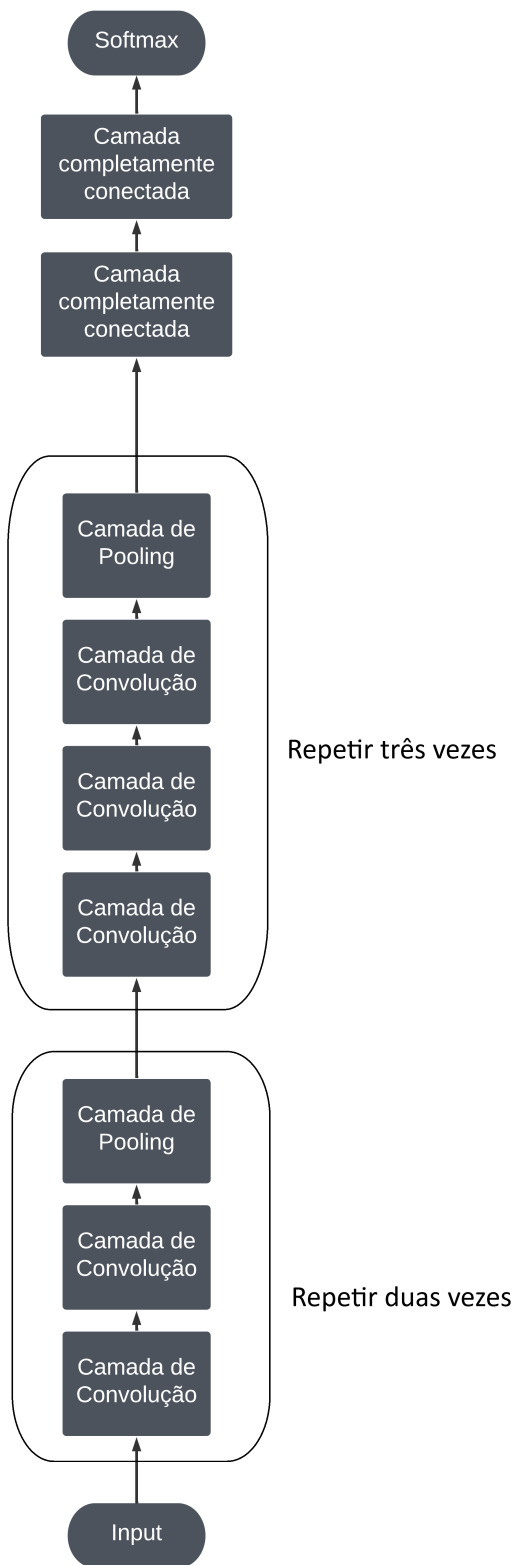 Softmax
Camada
completamente
conectada
Camada
completamente
conectada
Camada de
Pooling
Camada de
Convolução
Camada de
Convolução
Camada de
Convolução
Repetir três vezes
Camada de
Pooling
Camada de
Convolução
Camada de
Convolução
Repetir duas vezes
Input